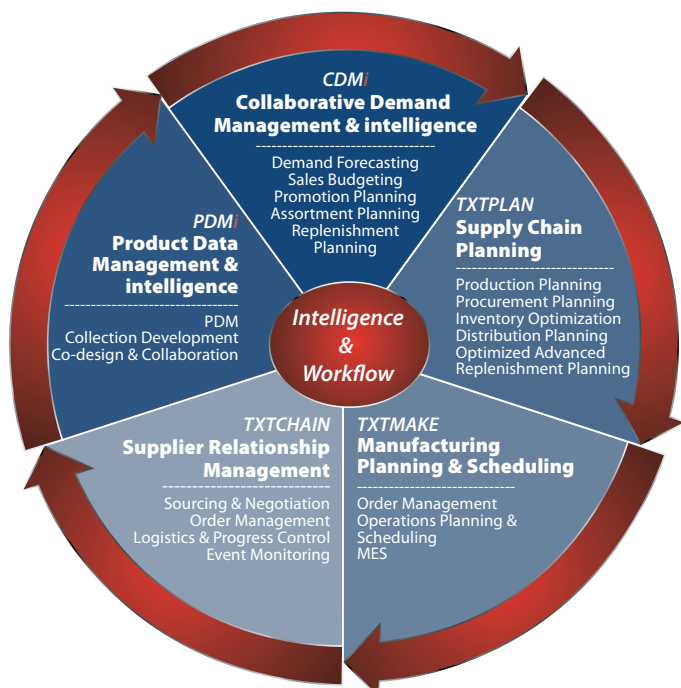 CDMi
Collaborative Demand
Management & intelligence
Demand Forecasting
Sales Budgeting
Promotion Planning
Assortment Planning
Replenishment
Planning
TXTPLAN
Supply Chain
Planning
Production Planning
Procurement Planning
Inventory Optimization
Distribution Planning
Optimized Advanced
Replenishment Planning
PDMi
Product Data
Management &
intelligence
PDM
Collection Development
Co-design & Collaboration
Intelligence
&
Workflow
TXTCHAIN
Supplier Relationship
Management
Sourcing & Negotiation
Order Management
Logistics & Progress Control
Event Monitoring
TXTMAKE
Manufacturing
Planning & Scheduling
Order Management
Operations Planning &
Scheduling
MES